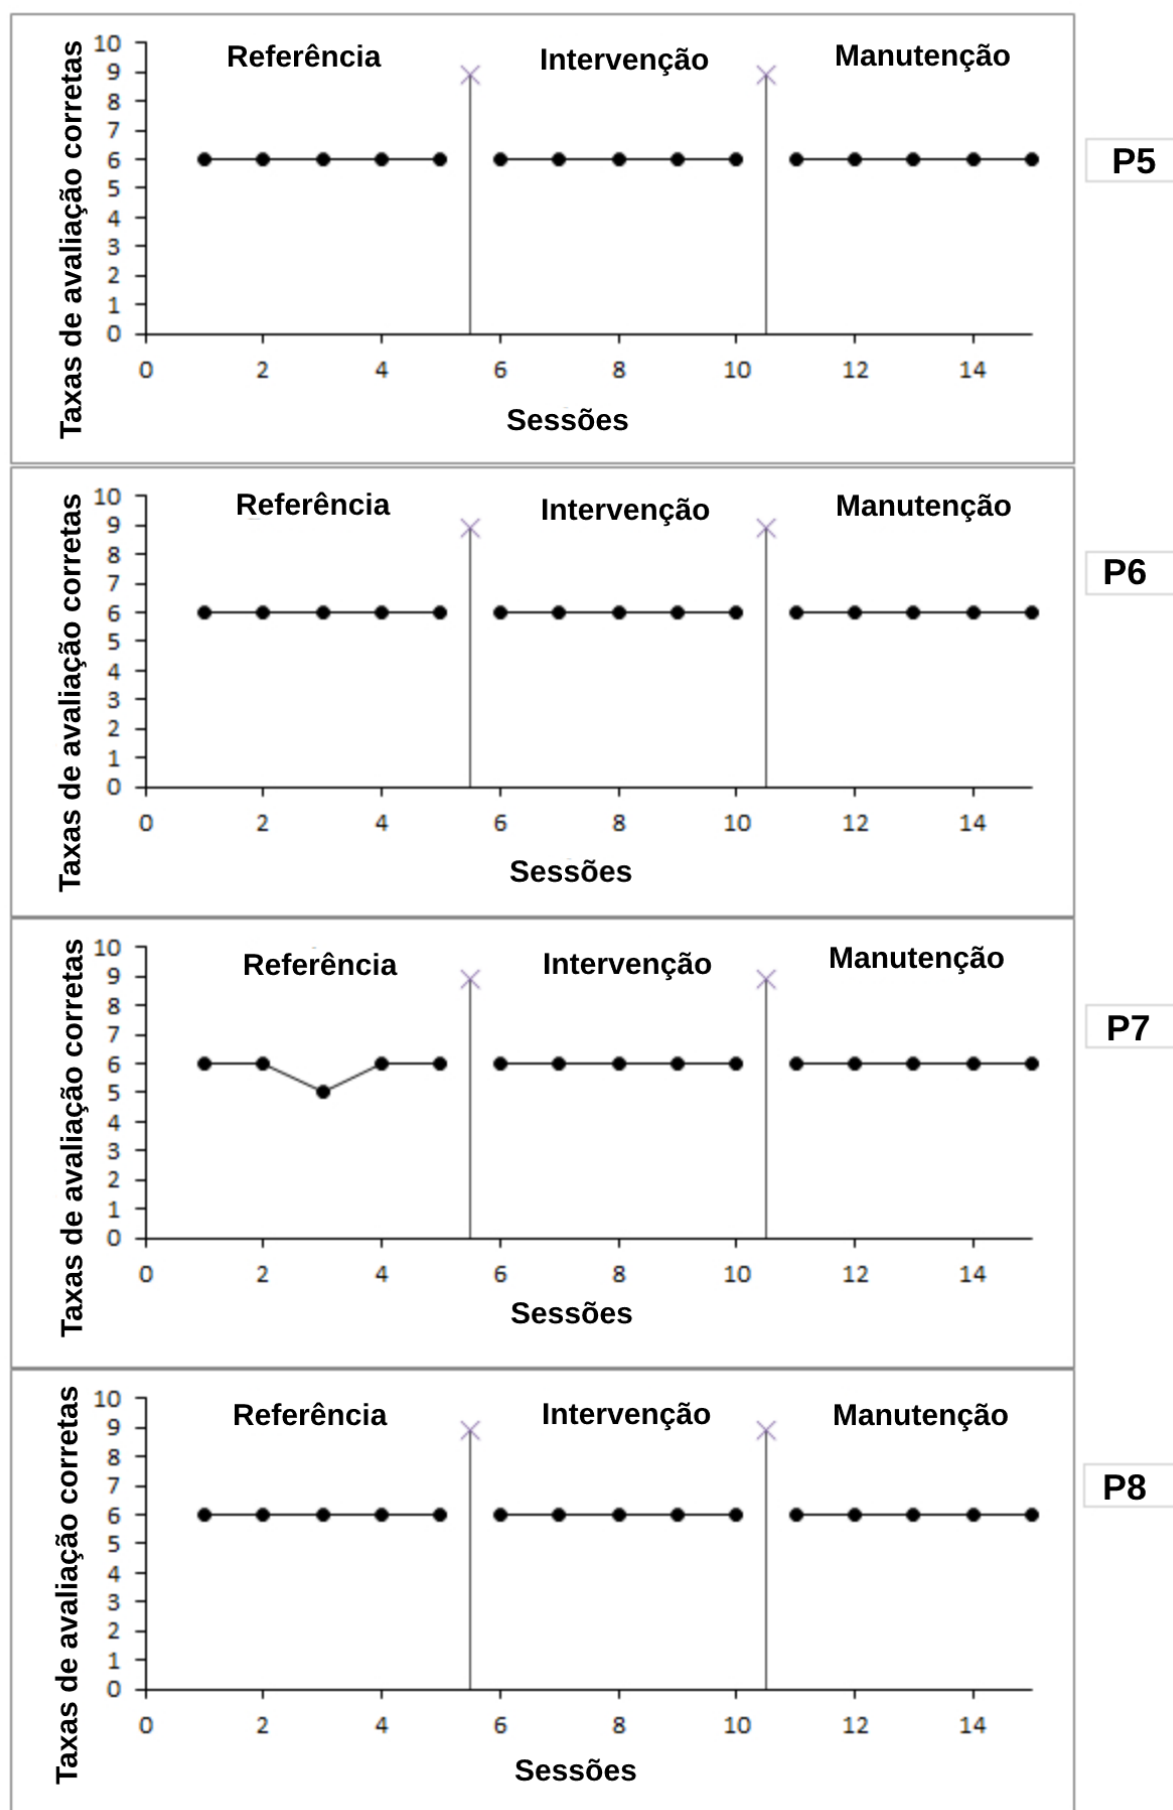 Taxas de avaliação corretas
Referência
Intervenção
Manutenção
10
9
8
7
6
5
4
3
2
1
0
0 2 4 6 8 10 12 14
Sessões
P5
Taxas de avaliação corretas
Referência
Intervenção
Manutenção
10
9
8
7
6
5
4
3
2
1
0
0 2 4 6 8 10 12 14
Sessões
P6
Taxas de avaliação corretas
Referência
Intervenção
Manutenção
10
9
8
7
6
5
4
3
2
1
0
0 2 4 6 8 10 12 14
Sessões
P7
Taxas de avaliação corretas
Referência
Intervenção
Manutenção
10
9
8
7
6
5
4
3
2
1
0
0 2 4 6 8 10 12 14
Sessões
P8